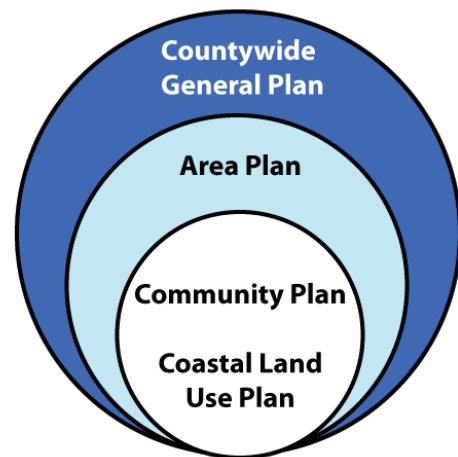 Countywide
General Plan
Area Plan
Community Plan
Coastal Land
Use Plan